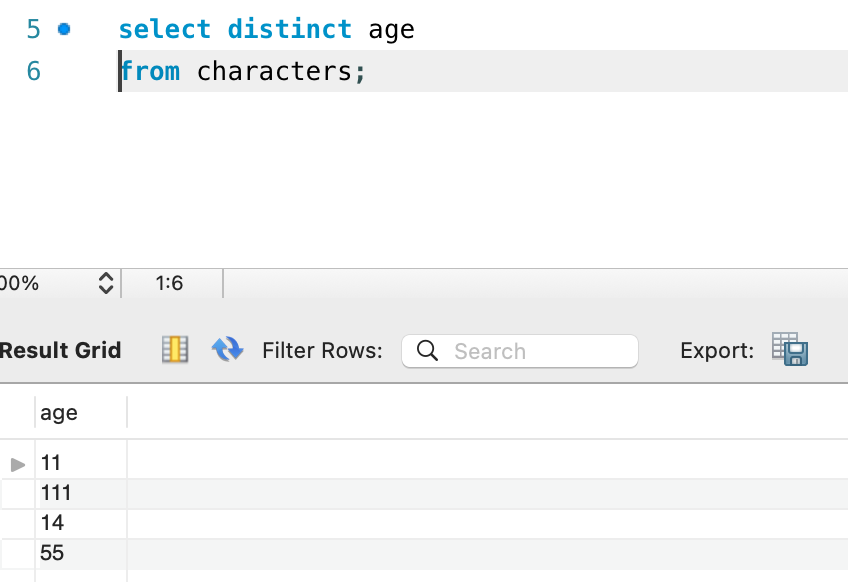 5 select distinct age
6 from characters;
00% 1:6
Result Grid Filter Rows: Search Export:
age
11
111
14
55